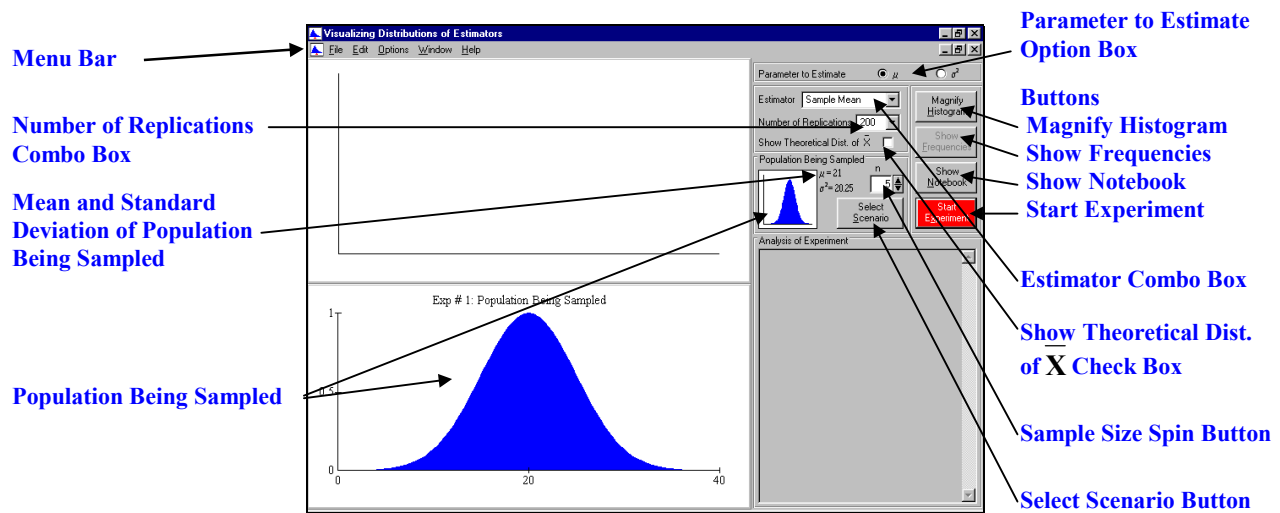 Menu Bar
Number of Replications
Combo Box
Mean and Standard
Deviation of Population
Being Sampled
Population Being Sampled
Visualizing Distributions of Estimators
File Edit Options Window Help
Exp # 1: Population Being Sampled
1
0.5
0
0 20 40
Parameter to Estimate μ σ²
Estimator Sample Mean
Number of Replications 200
Show Theoretical Dist. of X̅
Population Being Sampled
μ = 21
σ² = 20.25
n
5
Select
Scenario
Magnify
Histogram
Show
Frequencies
Show
Notebook
Start
Experiment
Analysis of Experiment
Parameter to Estimate
Option Box
Buttons
Magnify Histogram
Show Frequencies
Show Notebook
Start Experiment
Estimator Combo Box
Show Theoretical Dist.
of X̅ Check Box
Sample Size Spin Button
Select Scenario Button